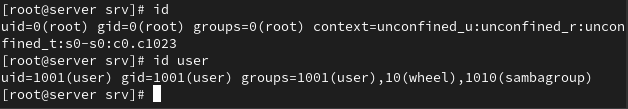 [root@server srv]# id
uid=0(root) gid=0(root) groups=0(root) context=unconfined_u:unconfined_r:uncon
fined_t:s0-s0:c0.c1023
[root@server srv]# id user
uid=1001(user) gid=1001(user) groups=1001(user),10(wheel),1010(sambagroup)
[root@server srv]#